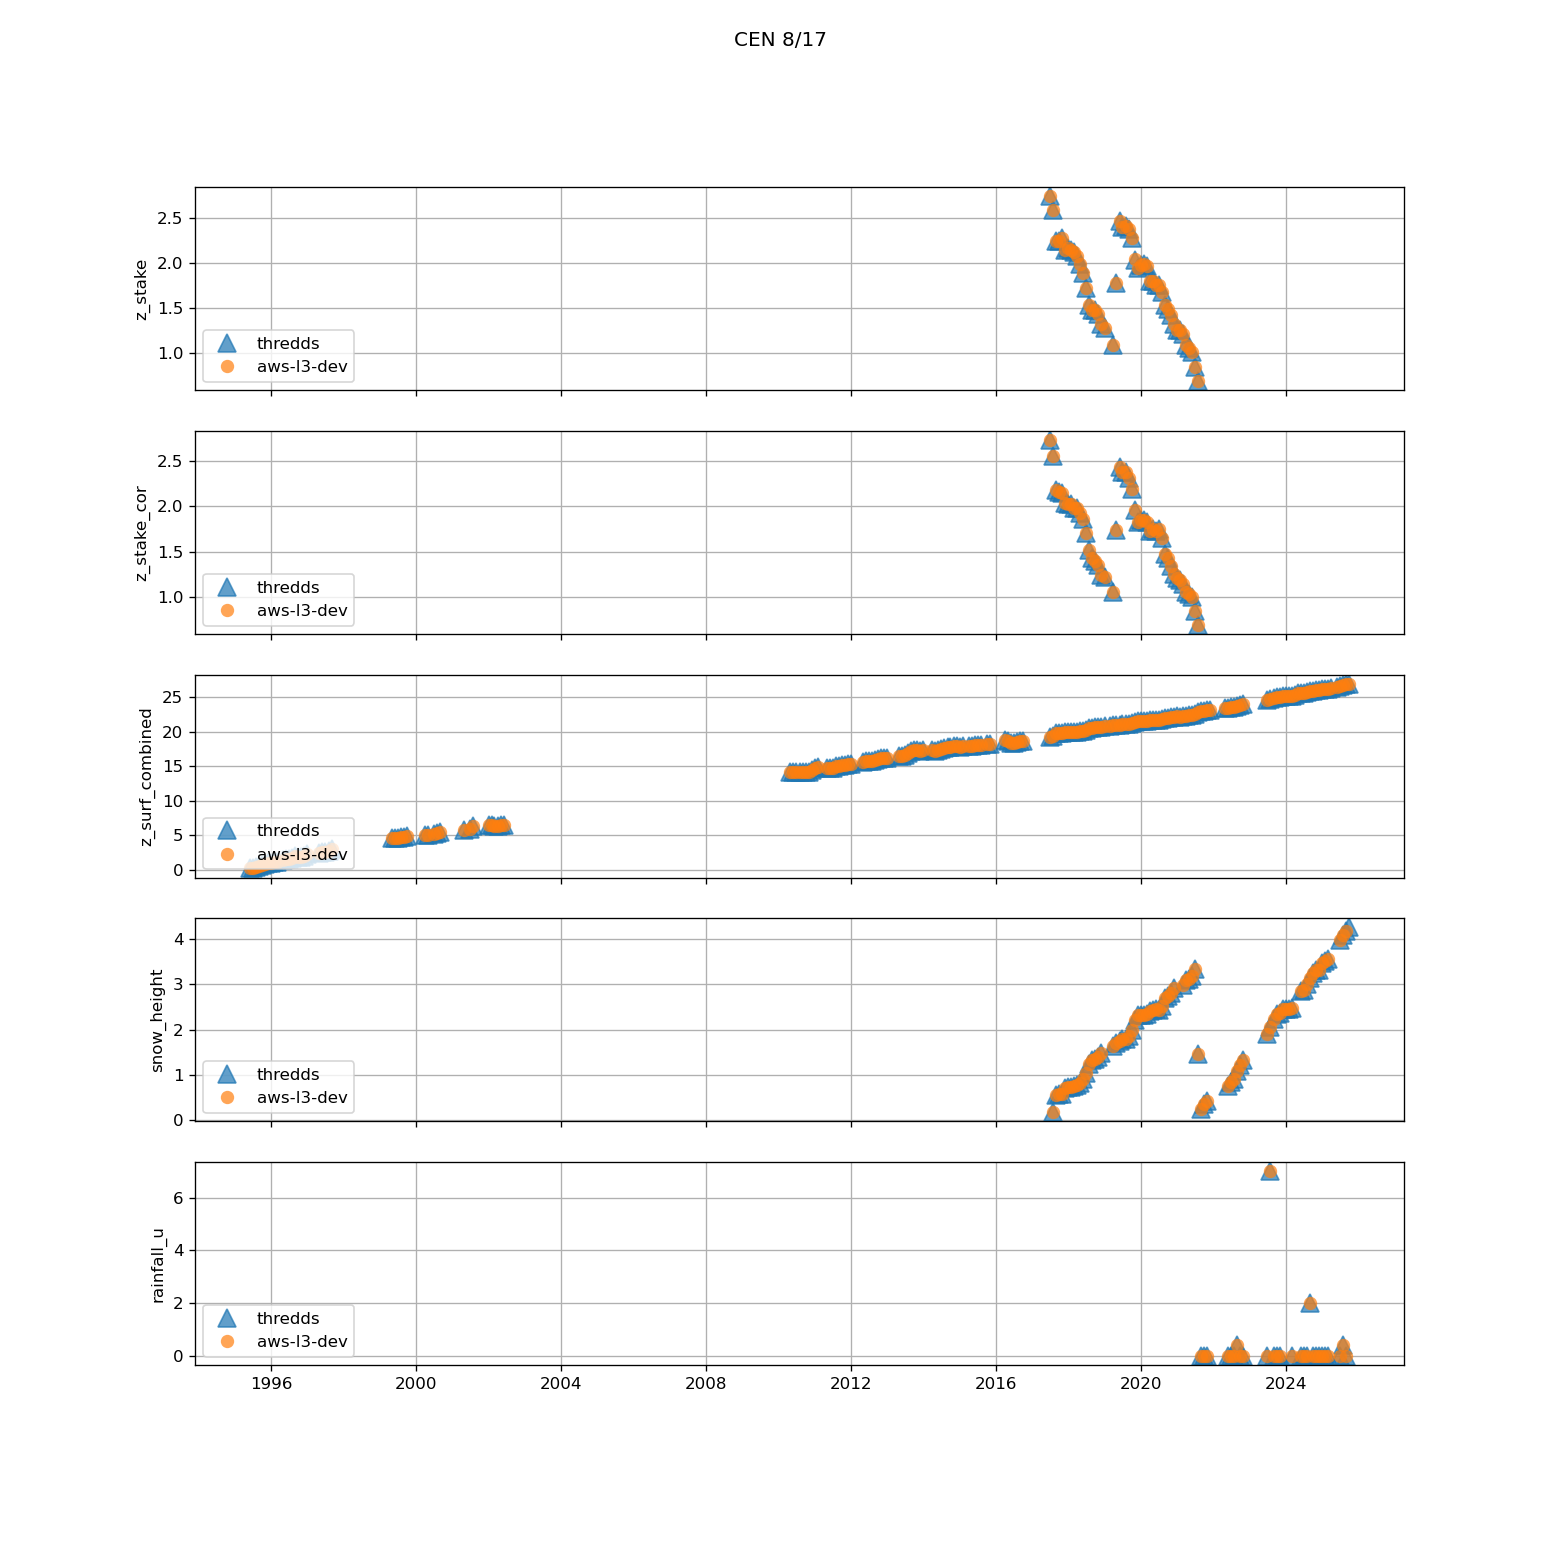 CEN 8/17
z_stake
2.5
2.0
1.5
1.0
thredds
aws-l3-dev
z_stake_cor
2.5
2.0
1.5
1.0
thredds
aws-l3-dev
z_surf_combined
25
20
15
10
5
0
thredds
aws-l3-dev
snow_height
4
3
2
1
0
thredds
aws-l3-dev
rainfall_u
6
4
2
0
thredds
aws-l3-dev
1996 2000 2004 2008 2012 2016 2020 2024